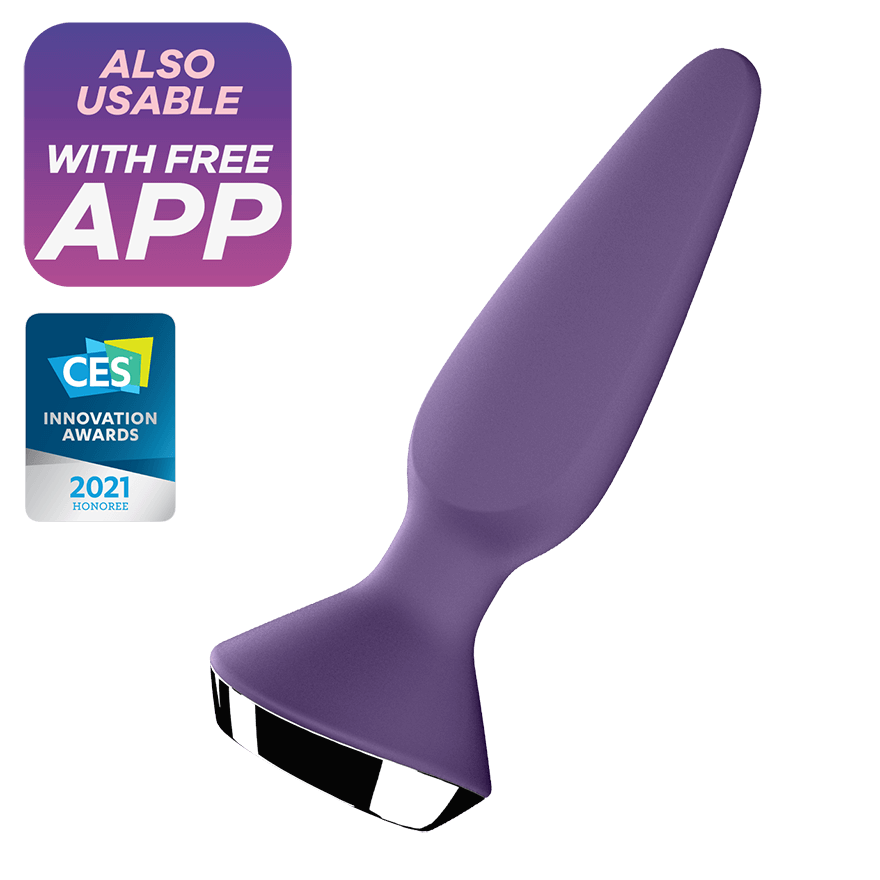 ALSO
USABLE
WITH FREE
APP
CES
INNOVATION
AWARDS
2021
HONOREE